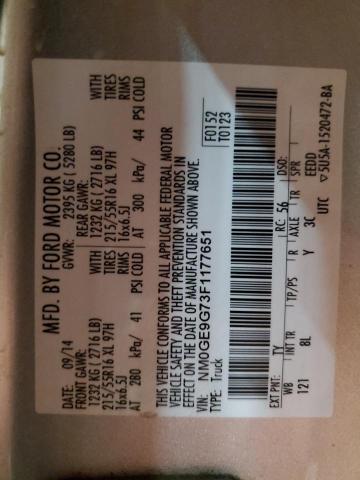 MFD. BY FORD MOTOR CO.
DATE: 09/14 GVWR: 2395 KG ( 5280 LB)
FRONT GAWR: REAR GAWR:
1232 KG ( 2716 LB) WITH 1232 KG ( 2716 LB) WITH
215/55R16 XL 97H TIRES 215/55R16 XL 97H TIRES
16x6.5J RIMS 16x6.5J RIMS
AT 280 kPa/ 41 PSI COLD AT 300 kPa/ 44 PSI COLD
THIS VEHICLE CONFORMS TO ALL APPLICABLE FEDERAL MOTOR
VEHICLE SAFETY AND THEFT PREVENTION STANDARDS IN
EFFECT ON THE DATE OF MANUFACTURE SHOWN ABOVE.
VIN: NM0GE9G73F1177651
TYPE: Truck
F0152
T0123
EXT PNT: TY RC: 56 DSO:
WB INT TR TP/PS R AXLE TR SPR
121 8L Y 3C FEDD
UTC ▽5U5A-1520472-BA